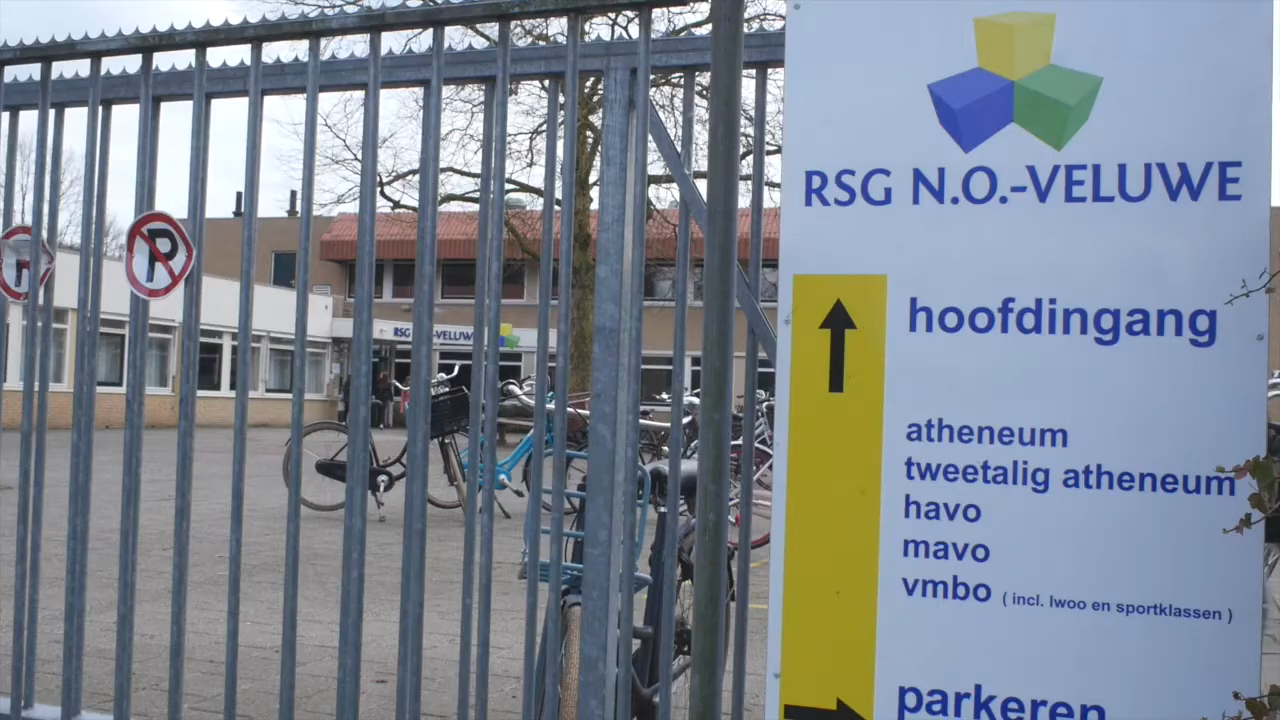 RSG N.O.-VELUWE
hoofdingang
atheneum
tweetalig atheneum
havo
mavo
vmbo ( incl. lwoo en sportklassen )
parkeren
P
RSG N.O.-VELUWE